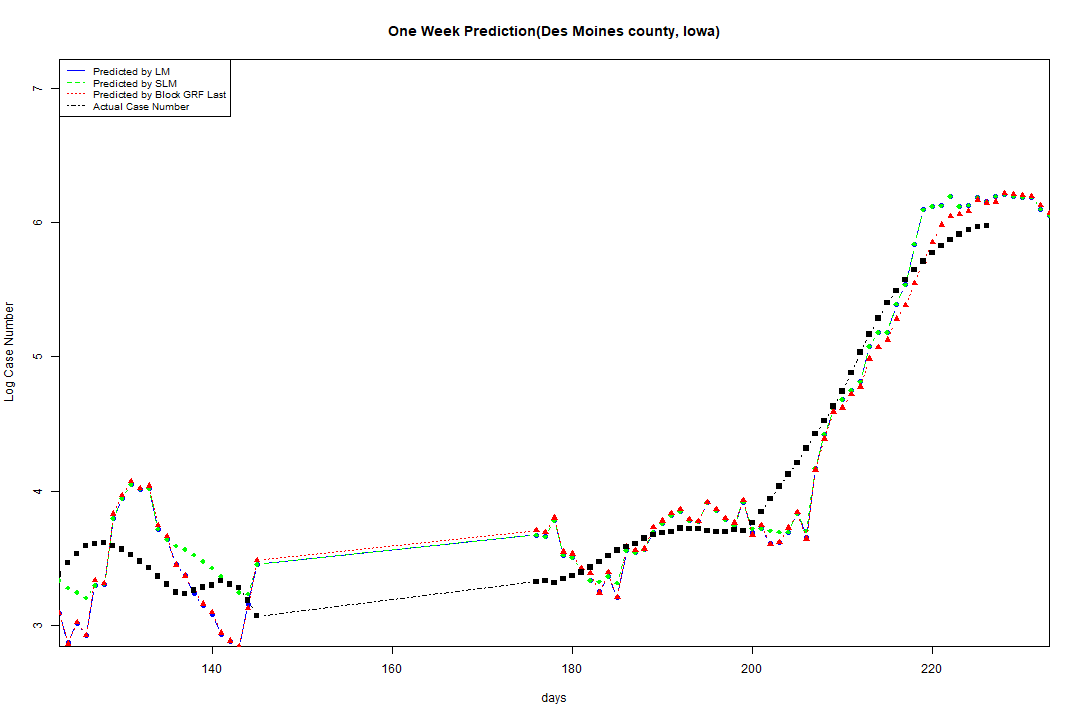 One Week Prediction(Des Moines county, Iowa)
Predicted by LM
Predicted by SLM
Predicted by Block GRF Last
Actual Case Number
7
6
5
4
3
Log Case Number
140 160 180 200 220
days